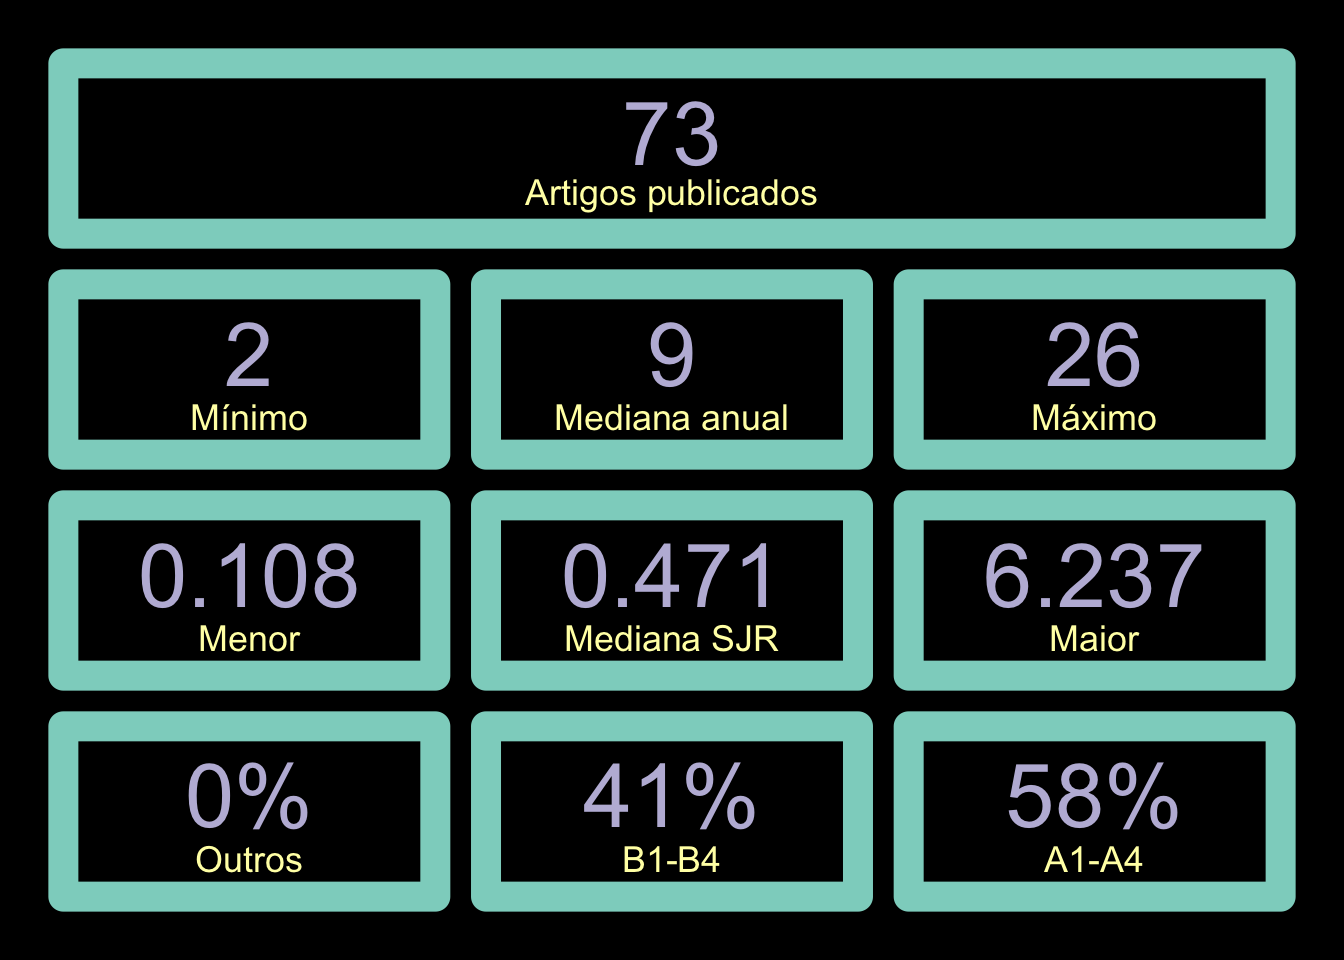 73
Artigos publicados
2
Mínimo
9
Mediana anual
26
Máximo
0.108
Menor
0.471
Mediana SJR
6.237
Maior
0%
Outros
41%
B1-B4
58%
A1-A4